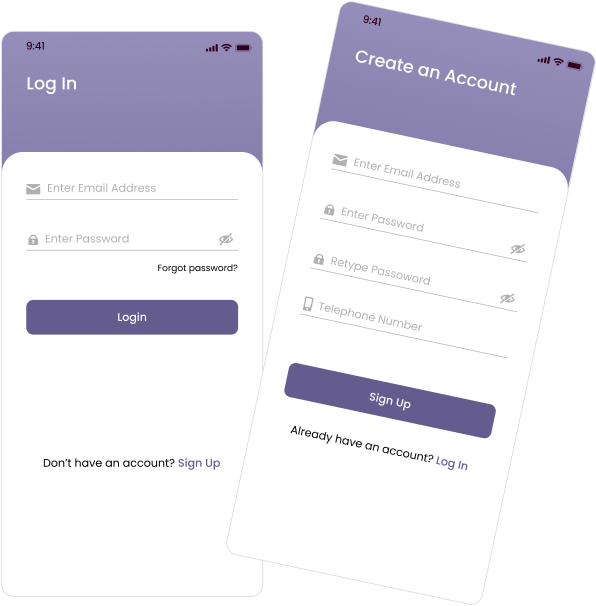 9:41
Log In
Enter Email Address
Enter Password
Forgot password?
Login
Don't have an account? Sign Up
9:41
Create an Account
Enter Email Address
Enter Password
Retype Passoword
Telephone Number
Sign Up
Already have an account? Log In